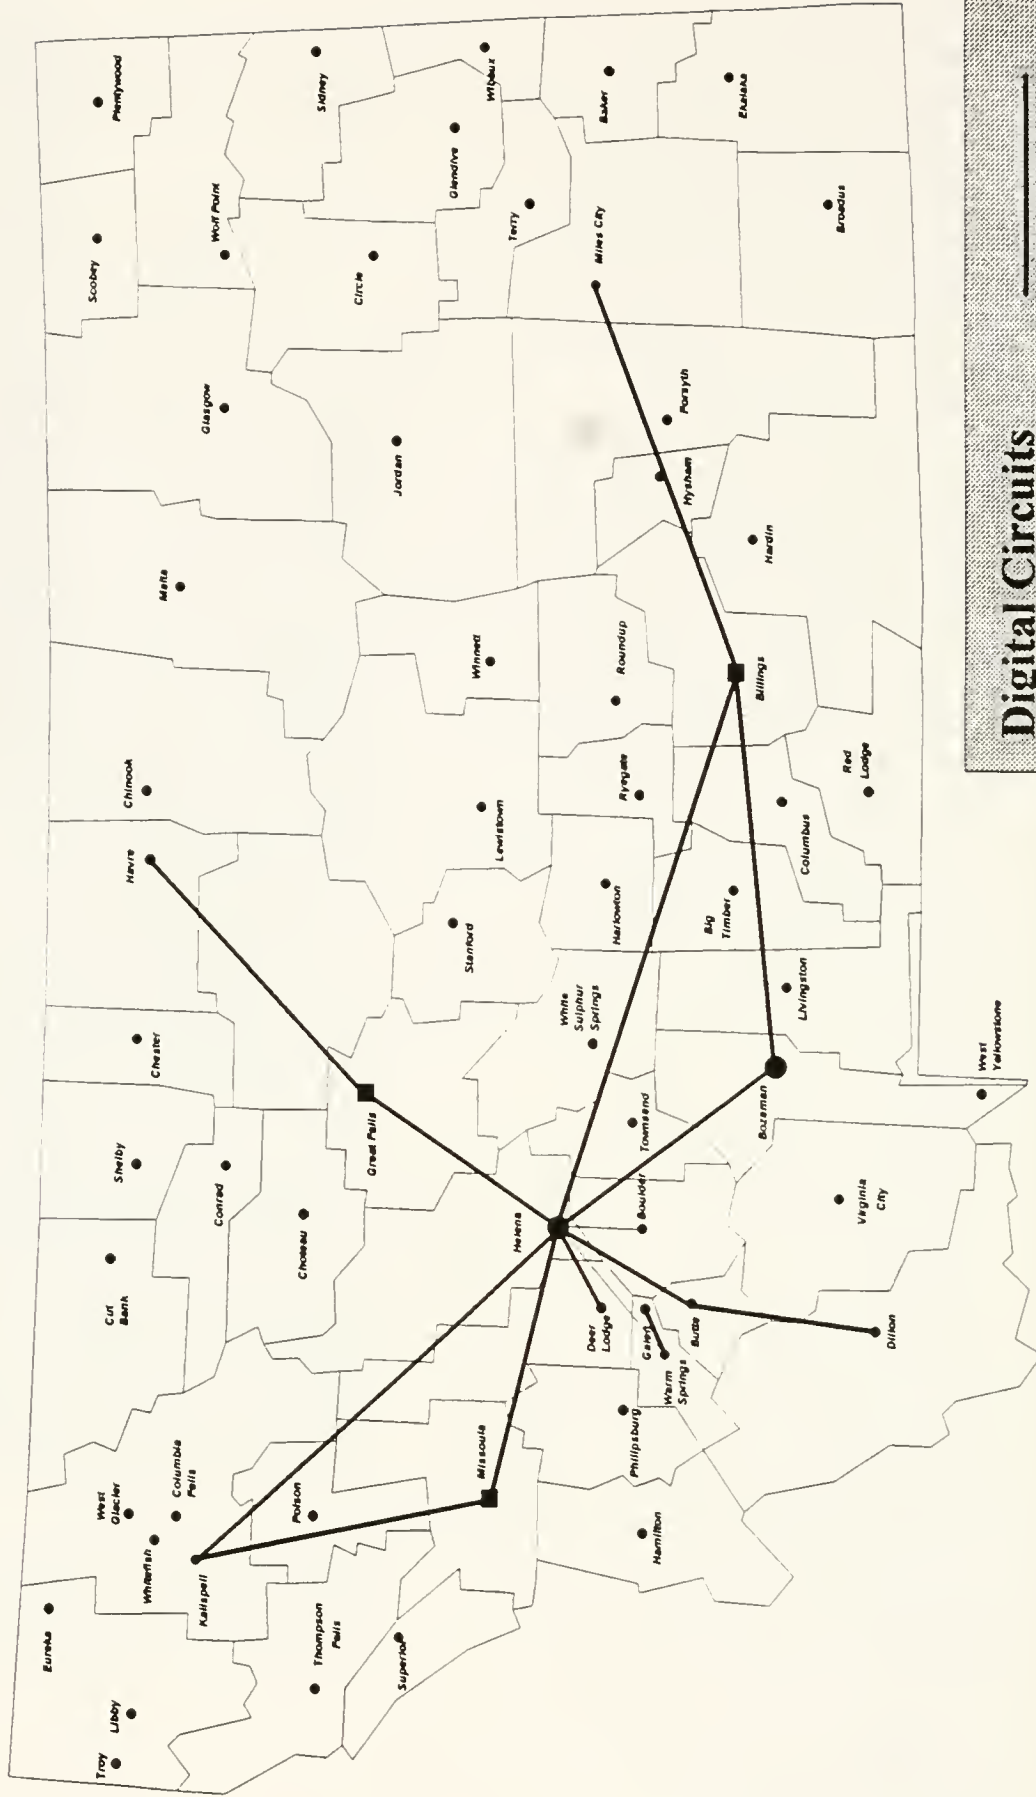 Troy
Libby
Eureka
Whitefish
West
Glacier
Columbia
Falls
Kalispell
Thompson
Falls
Polson
Superior
Missoula
Hamilton
Philipsburg
Cut
Bank
Shelby
Conrad
Choteau
Chester
Great Falls
Helena
Deer
Lodge
Galen
Warm
Springs
Butte
Boulder
Townsend
Dillon
Virginia
City
Bozeman
West
Yellowstone
Livingston
White
Sulphur
Springs
Havre
Chinook
Stanford
Lewistown
Harlowton
Big
Timber
Ryegate
Columbus
Red
Lodge
Roundup
Billings
Winnett
Malta
Glasgow
Jordan
Hysham
Hardin
Forsyth
Miles City
Scobey
Plentywood
Wolf Point
Circle
Sidney
Glendive
Wibaux
Terry
Baker
Ekalaka
Broadus
Digital Circuits